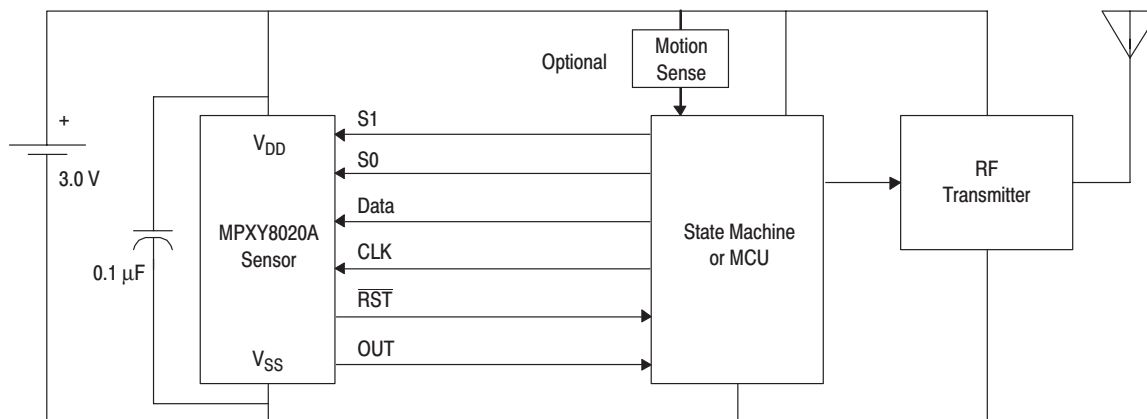 Optional
Motion
Sense
+
3.0 V
0.1 μF
V_DD
MPXY8020A
Sensor
V_SS
S1
S0
Data
CLK
R̅S̅T̅
OUT
State Machine
or MCU
RF
Transmitter